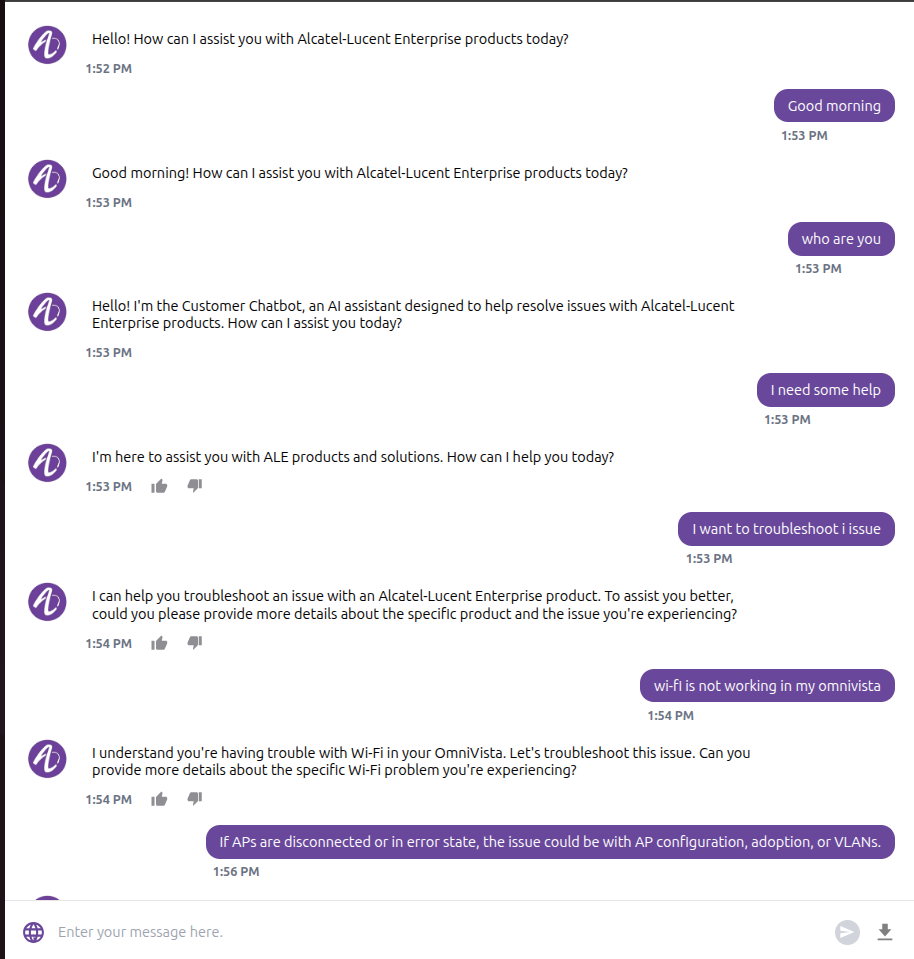 Hello! How can I assist you with Alcatel-Lucent Enterprise products today?
1:52 PM
Good morning
1:53 PM
Good morning! How can I assist you with Alcatel-Lucent Enterprise products today?
1:53 PM
who are you
1:53 PM
Hello! I'm the Customer Chatbot, an AI assistant designed to help resolve issues with Alcatel-Lucent
Enterprise products. How can I assist you today?
1:53 PM
I need some help
1:53 PM
I'm here to assist you with ALE products and solutions. How can I help you today?
1:53 PM
I want to troubleshoot i issue
1:53 PM
I can help you troubleshoot an issue with an Alcatel-Lucent Enterprise product. To assist you better,
could you please provide more details about the specific product and the issue you're experiencing?
1:54 PM
wi-fi is not working in my omnivista
1:54 PM
I understand you're having trouble with Wi-Fi in your OmniVista. Let's troubleshoot this issue. Can you
provide more details about the specific Wi-Fi problem you're experiencing?
1:54 PM
If APs are disconnected or in error state, the issue could be with AP configuration, adoption, or VLANs.
1:56 PM
Enter your message here.